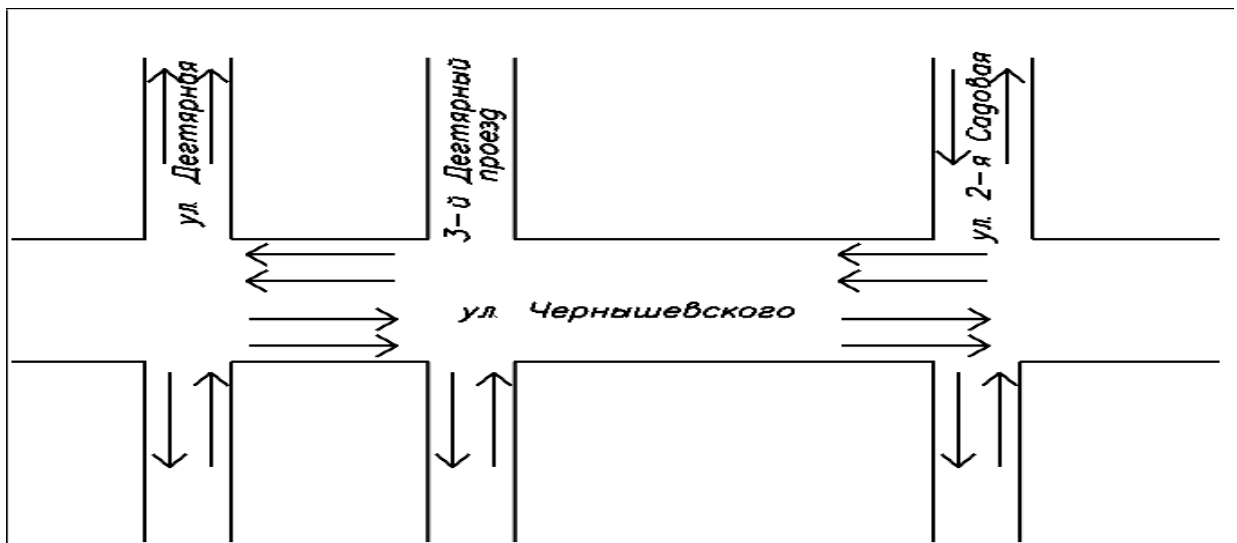 ул. Дегтярная
3-й Дегтярный
проезд
ул. 2-я Садовая
ул. Чернышевского